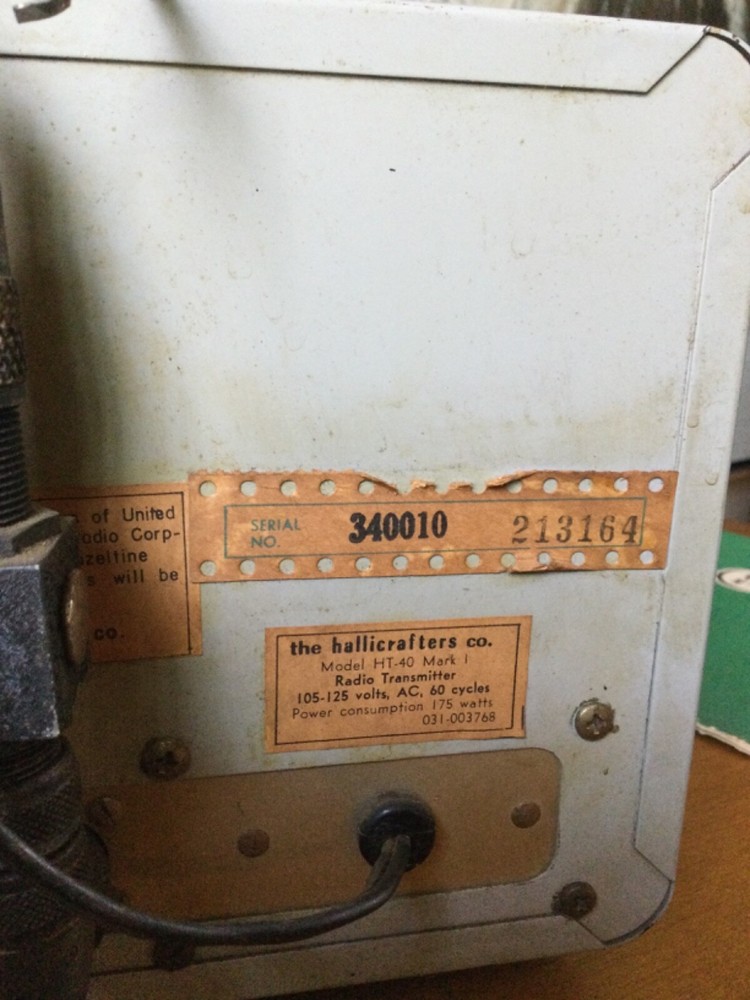 of United
adio Corp-
zeltine
s will be
co.
SERIAL NO. 340010 213164
the hallicrafters co.
Model HT-40 Mark I
Radio Transmitter
105-125 volts, AC, 60 cycles
Power consumption 175 watts
031-003768